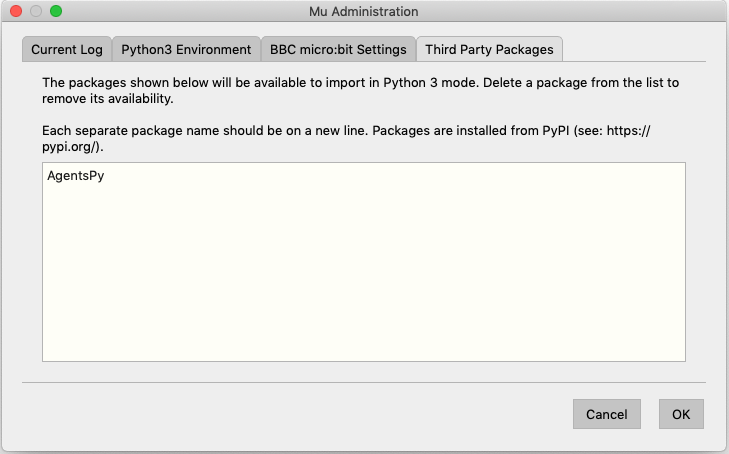 Mu Administration
Current Log
Python3 Environment
BBC micro:bit Settings
Third Party Packages
The packages shown below will be available to import in Python 3 mode. Delete a package from the list to
remove its availability.
Each separate package name should be on a new line. Packages are installed from PyPI (see: https://
pypi.org/).
AgentsPy
Cancel
OK